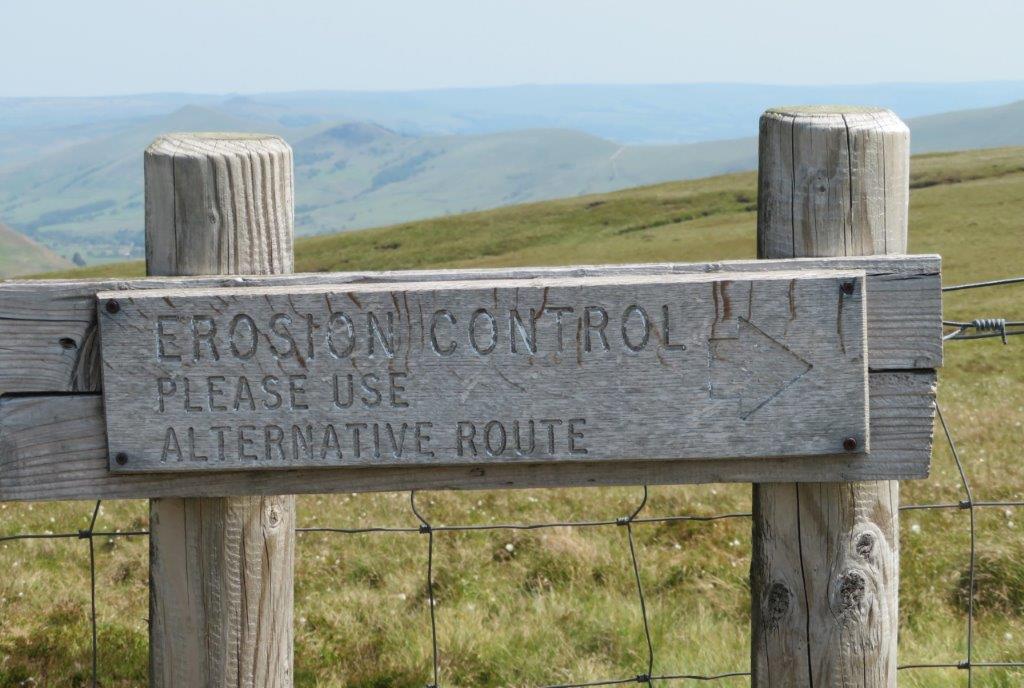 EROSION CONTROL
PLEASE USE
ALTERNATIVE ROUTE